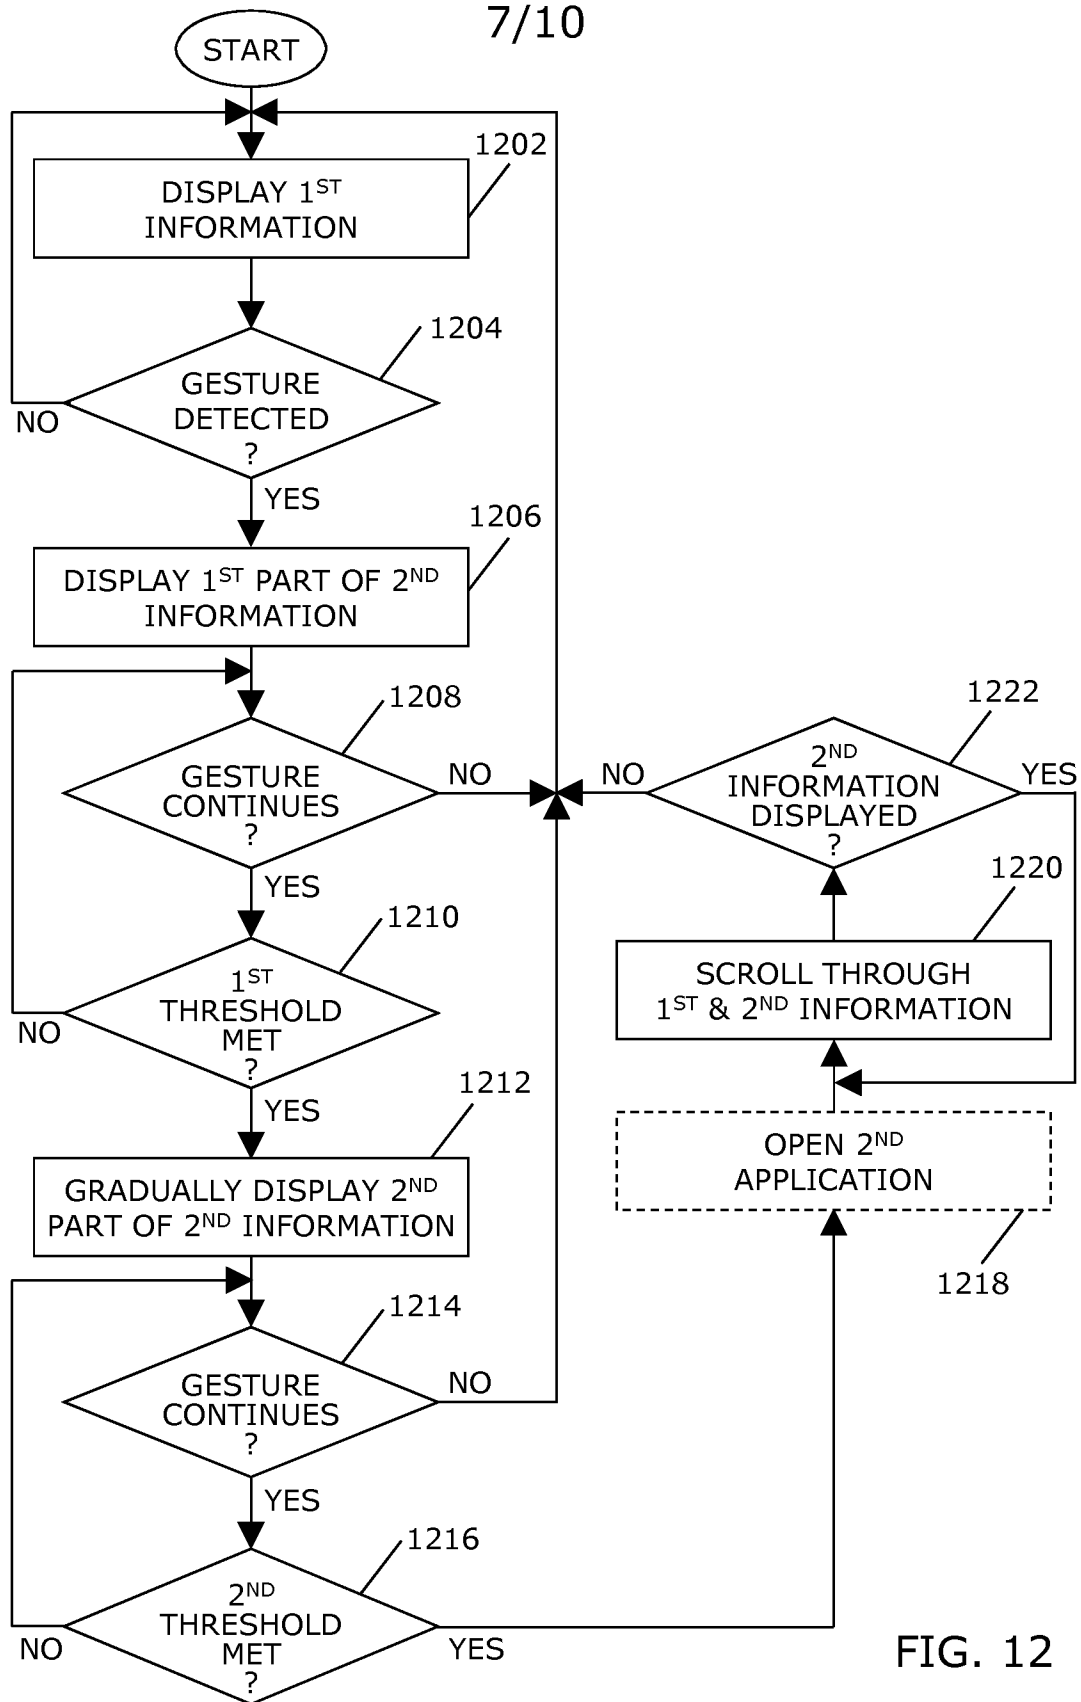 7/10
START
1202
DISPLAY 1ST
INFORMATION
1204
GESTURE
DETECTED
?
NO
YES
1206
DISPLAY 1ST PART OF 2ND
INFORMATION
1208
GESTURE
CONTINUES
?
NO
YES
1210
1ST
THRESHOLD
MET
?
NO
YES
1212
GRADUALLY DISPLAY 2ND
PART OF 2ND INFORMATION
1214
GESTURE
CONTINUES
?
NO
YES
1216
2ND
THRESHOLD
MET
?
NO
YES
1222
2ND
INFORMATION
DISPLAYED
?
NO
YES
1220
SCROLL THROUGH
1ST & 2ND INFORMATION
OPEN 2ND
APPLICATION
1218
FIG. 12